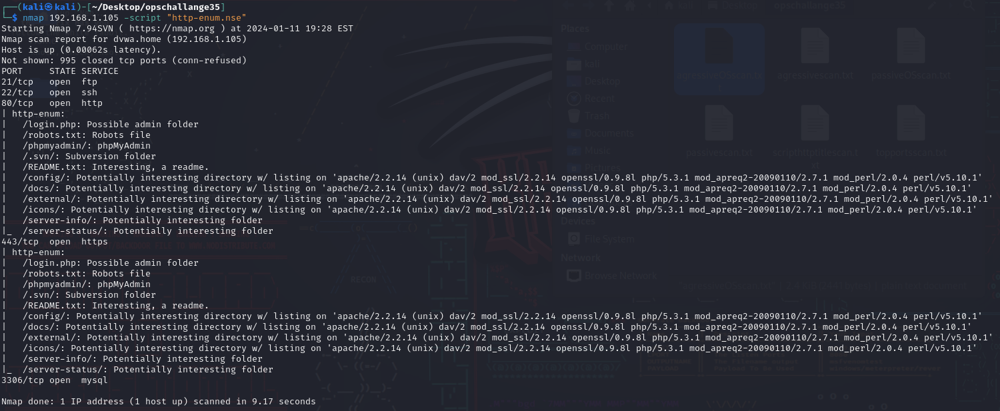 ┌──(kali㉿kali)-[~/Desktop/opschallange35]
└─$ nmap 192.168.1.105 -script "http-enum.nse"
Starting Nmap 7.94SVN ( https://nmap.org ) at 2024-01-11 19:28 EST
Nmap scan report for dvwa.home (192.168.1.105)
Host is up (0.00062s latency).
Not shown: 995 closed tcp ports (conn-refused)
PORT     STATE SERVICE
21/tcp   open  ftp
22/tcp   open  ssh
80/tcp   open  http
| http-enum:
|   /login.php: Possible admin folder
|   /robots.txt: Robots file
|   /phpmyadmin/: phpMyAdmin
|   /.svn/: Subversion folder
|   /README.txt: Interesting, a readme.
|   /config/: Potentially interesting directory w/ listing on 'apache/2.2.14 (unix) dav/2 mod_ssl/2.2.14 openssl/0.9.8l php/5.3.1 mod_apreq2-20090110/2.7.1 mod_perl/2.0.4 perl/v5.10.1'
|   /docs/: Potentially interesting directory w/ listing on 'apache/2.2.14 (unix) dav/2 mod_ssl/2.2.14 openssl/0.9.8l php/5.3.1 mod_apreq2-20090110/2.7.1 mod_perl/2.0.4 perl/v5.10.1'
|   /external/: Potentially interesting directory w/ listing on 'apache/2.2.14 (unix) dav/2 mod_ssl/2.2.14 openssl/0.9.8l php/5.3.1 mod_apreq2-20090110/2.7.1 mod_perl/2.0.4 perl/v5.10.1'
|   /icons/: Potentially interesting directory w/ listing on 'apache/2.2.14 (unix) dav/2 mod_ssl/2.2.14 openssl/0.9.8l php/5.3.1 mod_apreq2-20090110/2.7.1 mod_perl/2.0.4 perl/v5.10.1'
|   /server-info/: Potentially interesting folder
|_  /server-status/: Potentially interesting folder
443/tcp  open  https
| http-enum:
|   /login.php: Possible admin folder
|   /robots.txt: Robots file
|   /phpmyadmin/: phpMyAdmin
|   /.svn/: Subversion folder
|   /README.txt: Interesting, a readme.
|   /config/: Potentially interesting directory w/ listing on 'apache/2.2.14 (unix) dav/2 mod_ssl/2.2.14 openssl/0.9.8l php/5.3.1 mod_apreq2-20090110/2.7.1 mod_perl/2.0.4 perl/v5.10.1'
|   /docs/: Potentially interesting directory w/ listing on 'apache/2.2.14 (unix) dav/2 mod_ssl/2.2.14 openssl/0.9.8l php/5.3.1 mod_apreq2-20090110/2.7.1 mod_perl/2.0.4 perl/v5.10.1'
|   /external/: Potentially interesting directory w/ listing on 'apache/2.2.14 (unix) dav/2 mod_ssl/2.2.14 openssl/0.9.8l php/5.3.1 mod_apreq2-20090110/2.7.1 mod_perl/2.0.4 perl/v5.10.1'
|   /icons/: Potentially interesting directory w/ listing on 'apache/2.2.14 (unix) dav/2 mod_ssl/2.2.14 openssl/0.9.8l php/5.3.1 mod_apreq2-20090110/2.7.1 mod_perl/2.0.4 perl/v5.10.1'
|   /server-info/: Potentially interesting folder
|_  /server-status/: Potentially interesting folder
3306/tcp open  mysql
Nmap done: 1 IP address (1 host up) scanned in 9.17 seconds
kali
Desktop
opschallange35
Places
Computer
kali
Desktop
Recent
Trash
Documents
Music
Pictures
Devices
File System
Network
Browse Network
agressivescan.txt
passiveOSscan.txt
passivescan.txt
topportsscan.txt
RECON